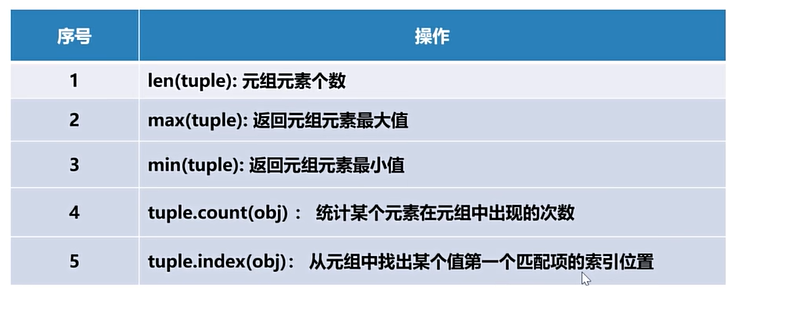 序号 操作
1 len(tuple): 元组元素个数
2 max(tuple): 返回元组元素最大值
3 min(tuple): 返回元组元素最小值
4 tuple.count(obj) ： 统计某个元素在元组中出现的次数
5 tuple.index(obj)： 从元组中找出某个值第一个匹配项的索引位置